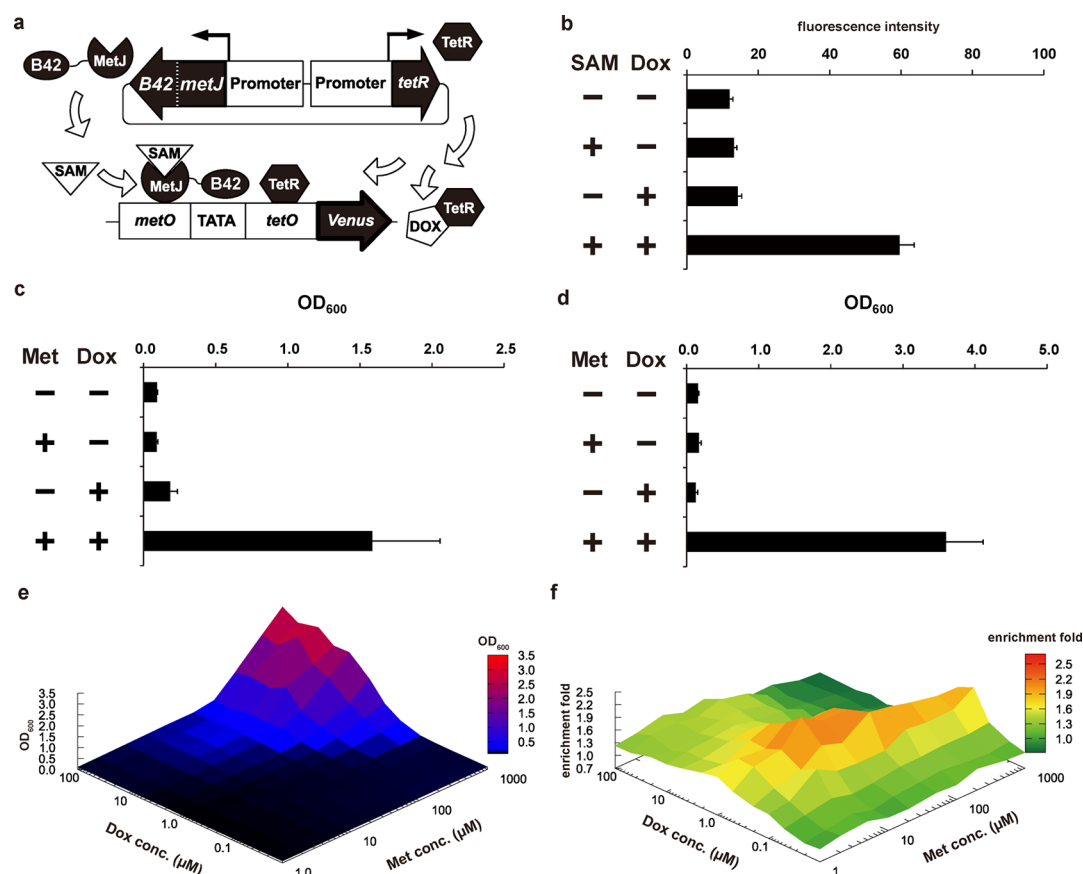 a
B42
MetJ
B42 metJ Promoter Promoter tetR
TetR
SAM
SAM
MetJ
B42
TetR
metO TATA tetO Venus
DOX
TetR
b
fluorescence intensity
0 20 40 60 80 100
SAM Dox
− −
+ −
− +
+ +
c
OD600
0.0 0.5 1.0 1.5 2.0 2.5
Met Dox
− −
+ −
− +
+ +
d
OD600
0.0 1.0 2.0 3.0 4.0 5.0
Met Dox
− −
+ −
− +
+ +
e
OD600
3.5
3.0
2.5
2.0
1.5
1.0
0.5
OD600
3.5
3.0
2.5
2.0
1.5
1.0
0.5
0.0
100
10
1.0
0.1
Dox conc. (µM)
1.0
10
100
1000
Met conc. (µM)
f
enrichment fold
2.5
2.2
1.9
1.6
1.3
1.0
enrichment fold
2.5
2.2
1.9
1.6
1.3
1.0
0.7
100
10
1.0
0.1
Dox conc. (µM)
1
10
100
1000
Met conc. (µM)